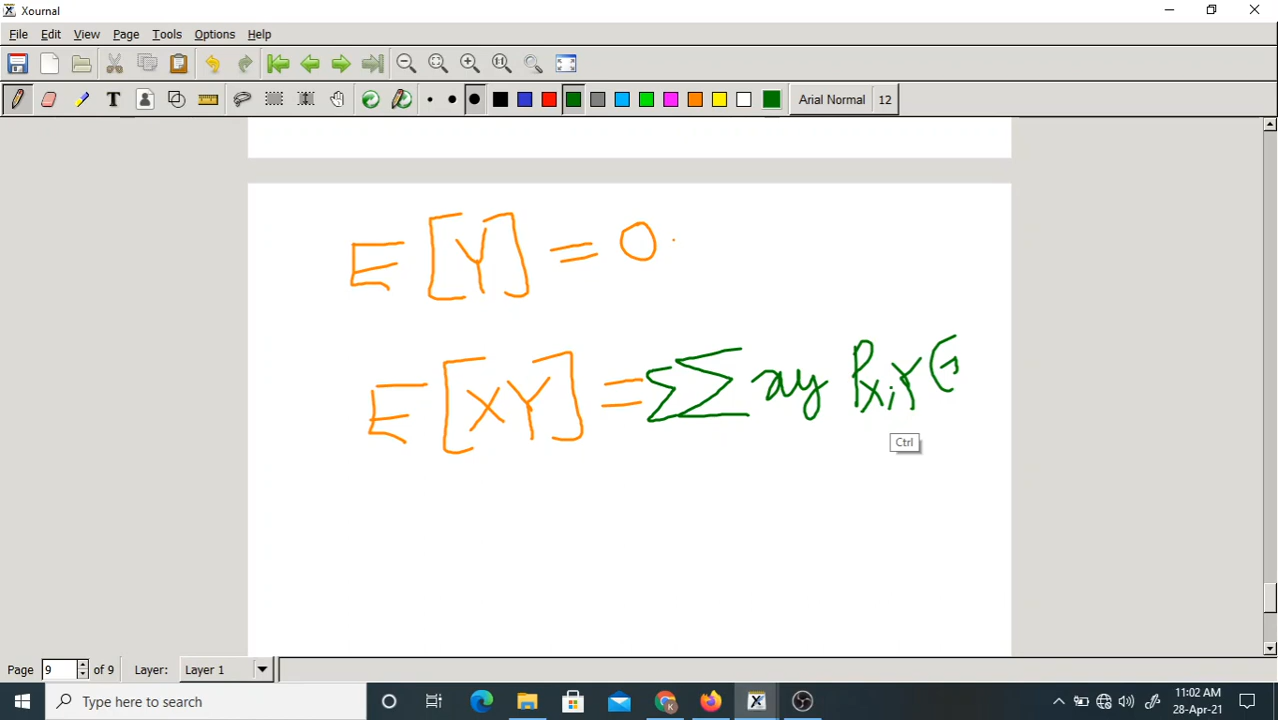 Xournal
File Edit View Page Tools Options Help
Arial Normal 12
E[Y] = 0
E[XY] = ΣΣ xy P_{X,Y}(
Ctrl
Page 9 of 9 Layer: Layer 1
Type here to search
11:02 AM
28-Apr-21